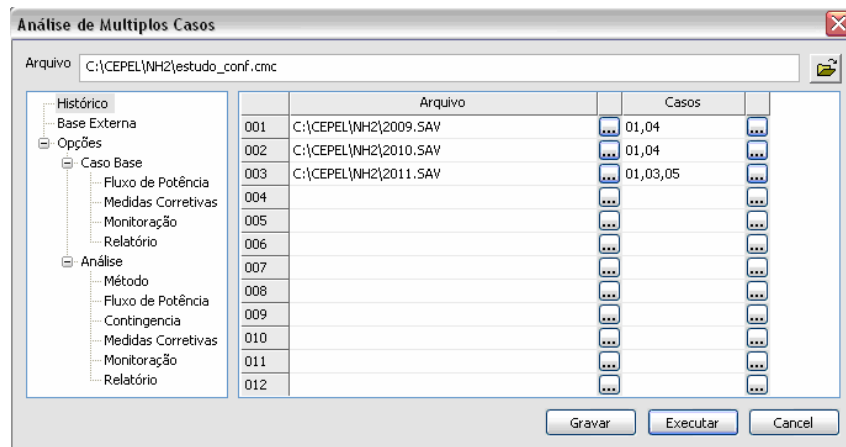 Análise de Multiplos Casos
Arquivo C:\CEPEL\NH2\estudo_conf.cmc
Histórico
Base Externa
Opções
Caso Base
Fluxo de Potência
Medidas Corretivas
Monitoração
Relatório
Análise
Método
Fluxo de Potência
Contingencia
Medidas Corretivas
Monitoração
Relatório
Arquivo Casos
001 C:\CEPEL\NH2\2009.SAV ... 01,04 ...
002 C:\CEPEL\NH2\2010.SAV ... 01,04 ...
003 C:\CEPEL\NH2\2011.SAV ... 01,03,05 ...
004 ... ...
005 ... ...
006 ... ...
007 ... ...
008 ... ...
009 ... ...
010 ... ...
011 ... ...
012 ... ...
Gravar Executar Cancel